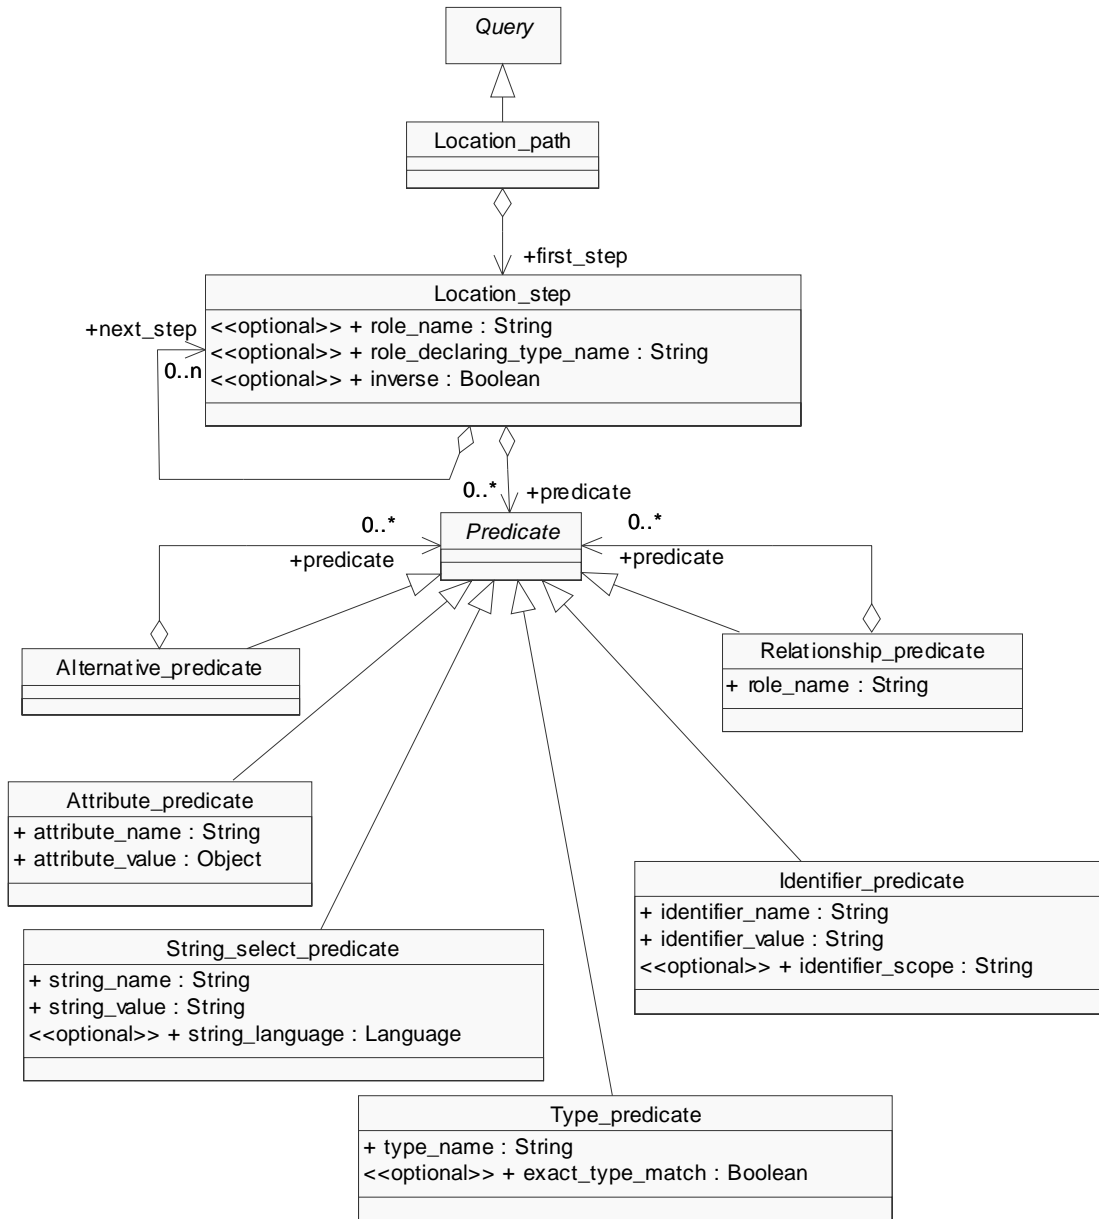 Query
Location_path
+first_step
Location_step
+next_step
<<optional>> + role_name : String
<<optional>> + role_declaring_type_name : String
0..n
<<optional>> + inverse : Boolean
0..*
+predicate
0..*
Predicate
0..*
+predicate
+predicate
Alternative_predicate
Relationship_predicate
+ role_name : String
Attribute_predicate
+ attribute_name : String
+ attribute_value : Object
Identifier_predicate
+ identifier_name : String
+ identifier_value : String
<<optional>> + identifier_scope : String
String_select_predicate
+ string_name : String
+ string_value : String
<<optional>> + string_language : Language
Type_predicate
+ type_name : String
<<optional>> + exact_type_match : Boolean